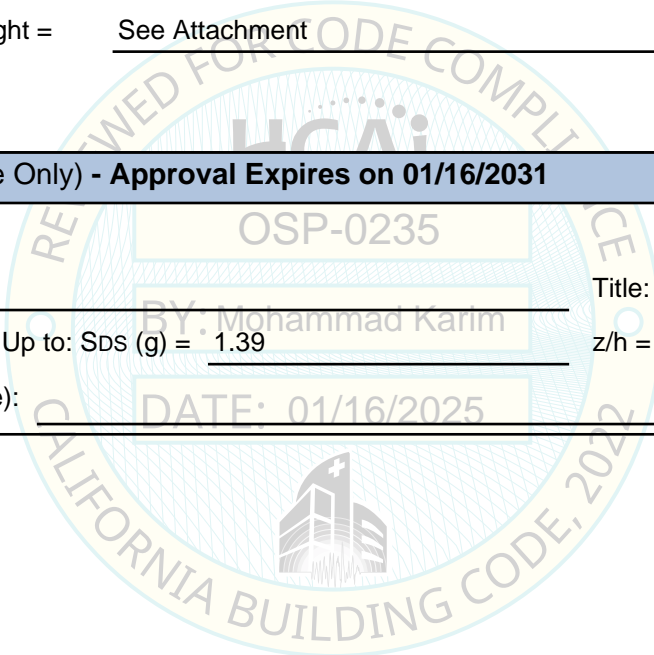 ght = See Attachment
REVIEWED FOR CODE COMPLIANCE
HCAi
e Only) - Approval Expires on 01/16/2031
OSP-0235
Title:
BY: Mohammad Karim
Up to: SDS (g) = 1.39 z/h =
e):
DATE: 01/16/2025
CALIFORNIA BUILDING CODE, 2022